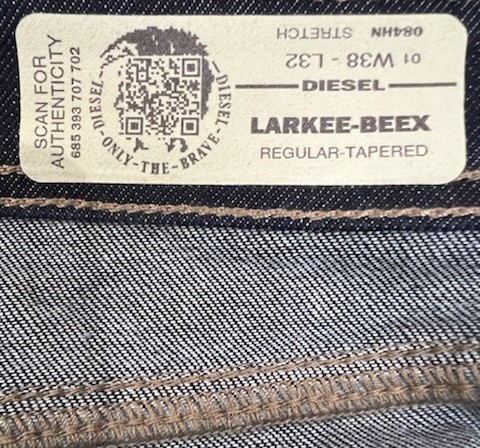 SCAN FOR
AUTHENTICITY
685 393 707 702
DIESEL
ONLY-THE-BRAVE
DIESEL
084HN
STRETCH
01 W38 - L32
DIESEL
LARKEE-BEEX
REGULAR-TAPERED